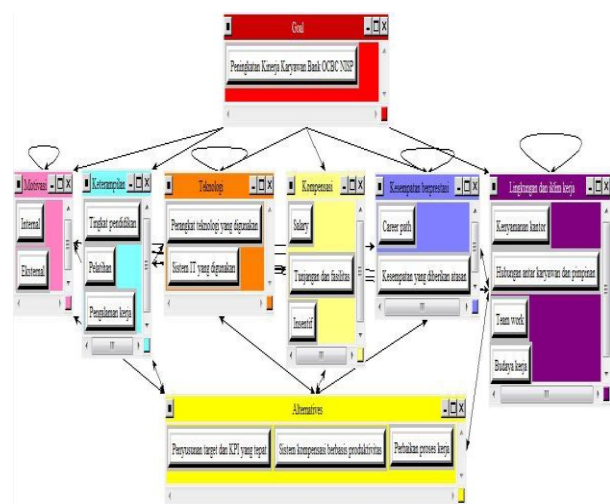 Goal
Peningkatan Kinerja Karyawan Bank OCBC NISP
Motivasi
Internal
Eksternal
Keterampilan
Tingkat pendidikan
Pelatihan
Pengalaman kerja
Teknologi
Perangkat teknologi yang digunakan
Sistem IT yang digunakan
Kompensasi
Salary
Tunjangan dan fasilitas
Insentif
Kesempatan berprestasi
Career path
Kesempatan yang diberikan atasan
Lingkungan dan iklim kerja
Kenyamanan kantor
Hubungan antar karyawan dan pimpinan
Team work
Budaya kerja
Alternatives
Penyusunan target dan KPI yang tepat
Sistem kompensasi berbasis produktivitas
Perbaikan proses kerja